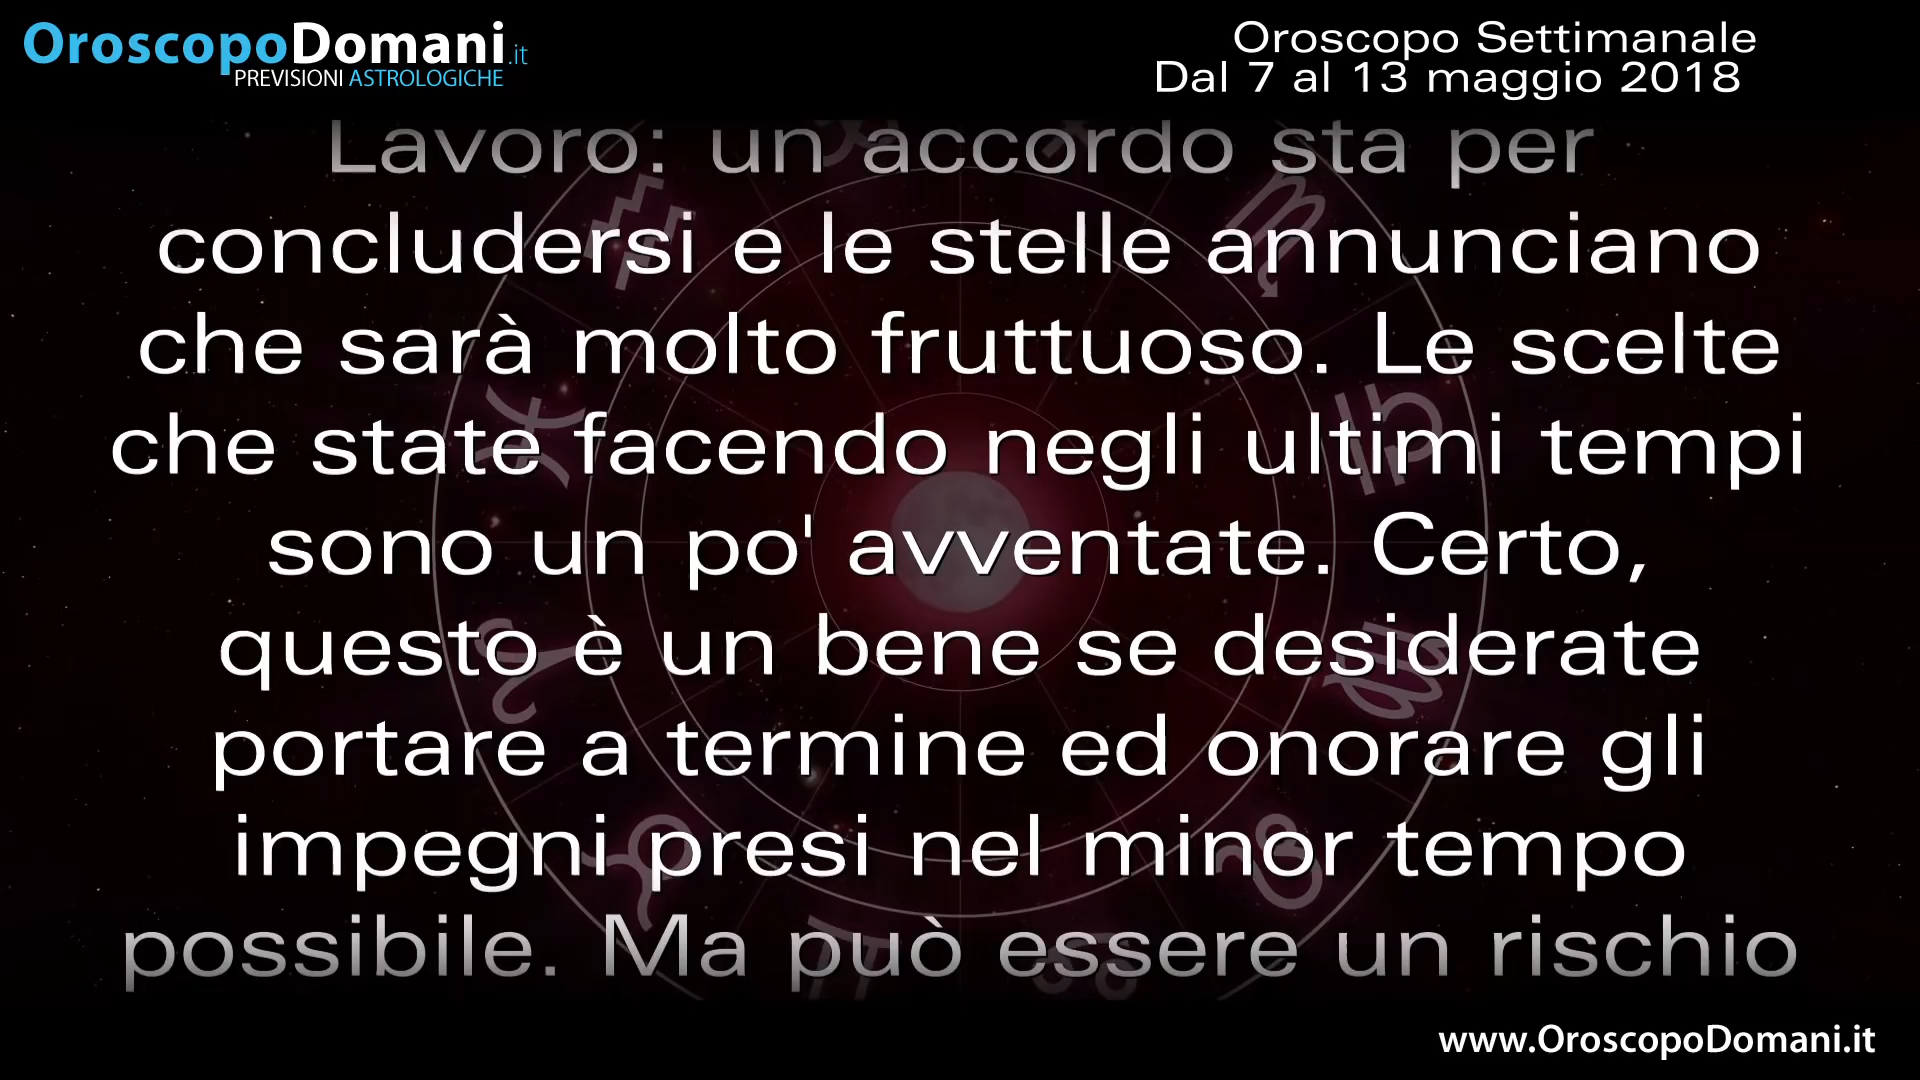 OroscopoDomani.it
PREVISIONI ASTROLOGICHE
Oroscopo Settimanale
Dal 7 al 13 maggio 2018
Lavoro: un accordo sta per
concludersi e le stelle annunciano
che sarà molto fruttuoso. Le scelte
che state facendo negli ultimi tempi
sono un po' avventate. Certo,
questo è un bene se desiderate
portare a termine ed onorare gli
impegni presi nel minor tempo
possibile. Ma può essere un rischio
www.OroscopoDomani.it